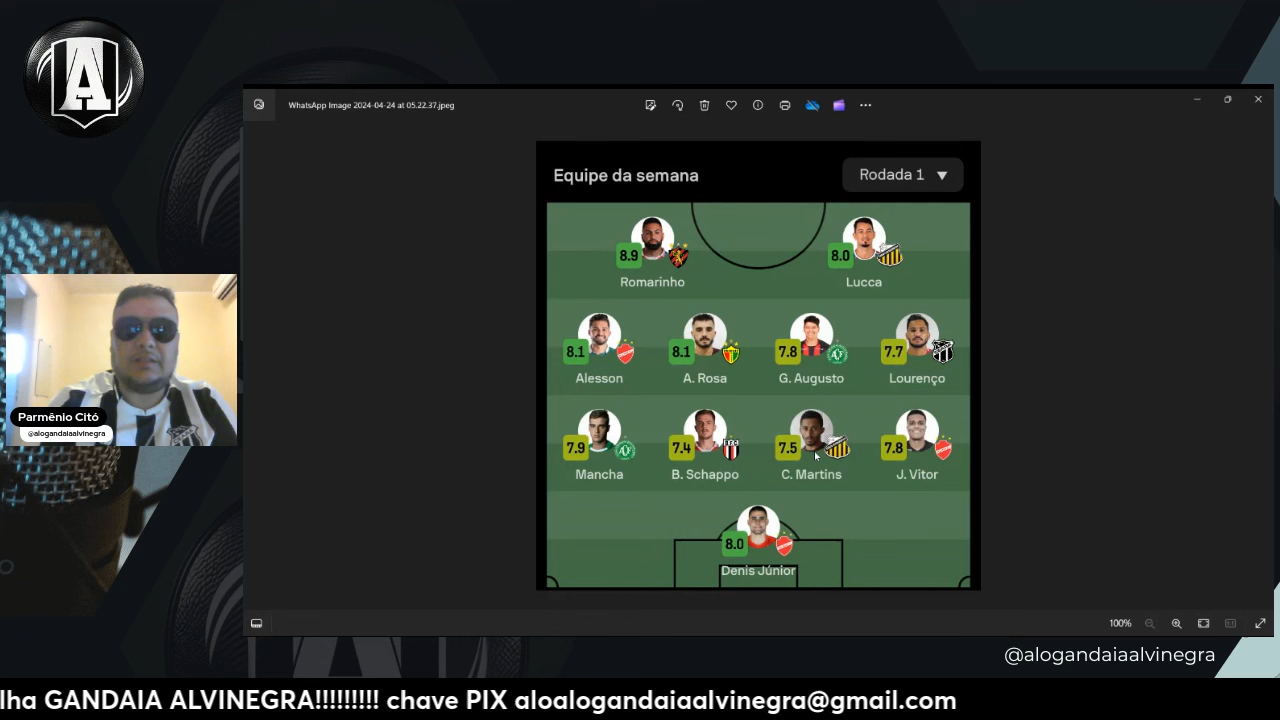 A
WhatsApp Image 2024-04-24 at 05.22.37.jpeg
Equipe da semana
Rodada 1
8.9
8.0
Romarinho
Lucca
8.1
8.1
7.8
7.7
Alesson
A. Rosa
G. Augusto
Lourenço
7.9
7.4
7.5
7.8
Mancha
B. Schappo
C. Martins
J. Vitor
8.0
Denis Júnior
Parmênio Citó
@alogandaiaalvinegra
100%
@alogandaiaalvinegra
lha GANDAIA ALVINEGRA!!!!!!!!! chave PIX aloalogandaiaalvinegra@gmail.com